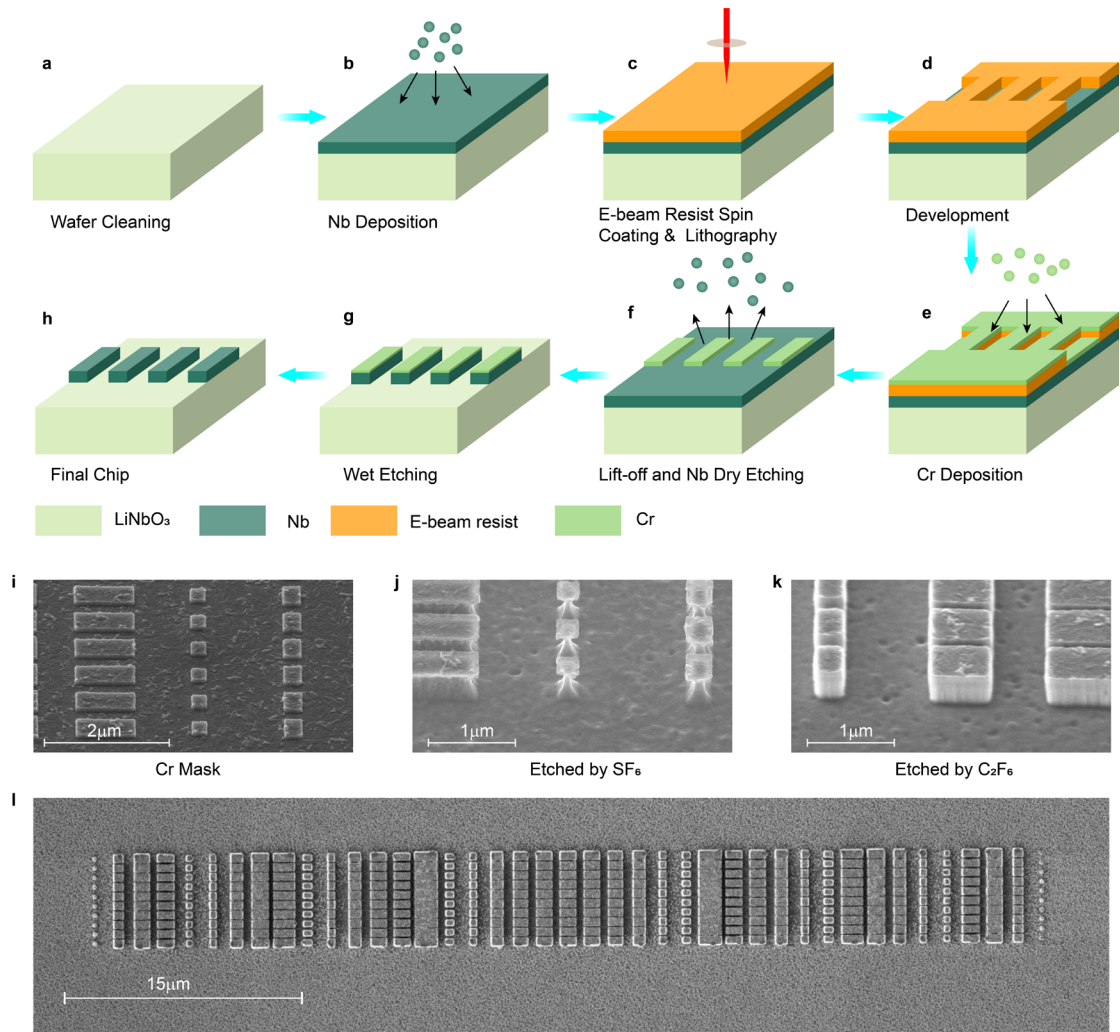 a
b
c
d
Wafer Cleaning
Nb Deposition
E-beam Resist Spin
Coating & Lithography
Development
h
g
f
e
Final Chip
Wet Etching
Lift-off and Nb Dry Etching
Cr Deposition
LiNbO₃
Nb
E-beam resist
Cr
i
j
k
2μm
1μm
1μm
Cr Mask
Etched by SF₆
Etched by C₂F₆
l
15μm